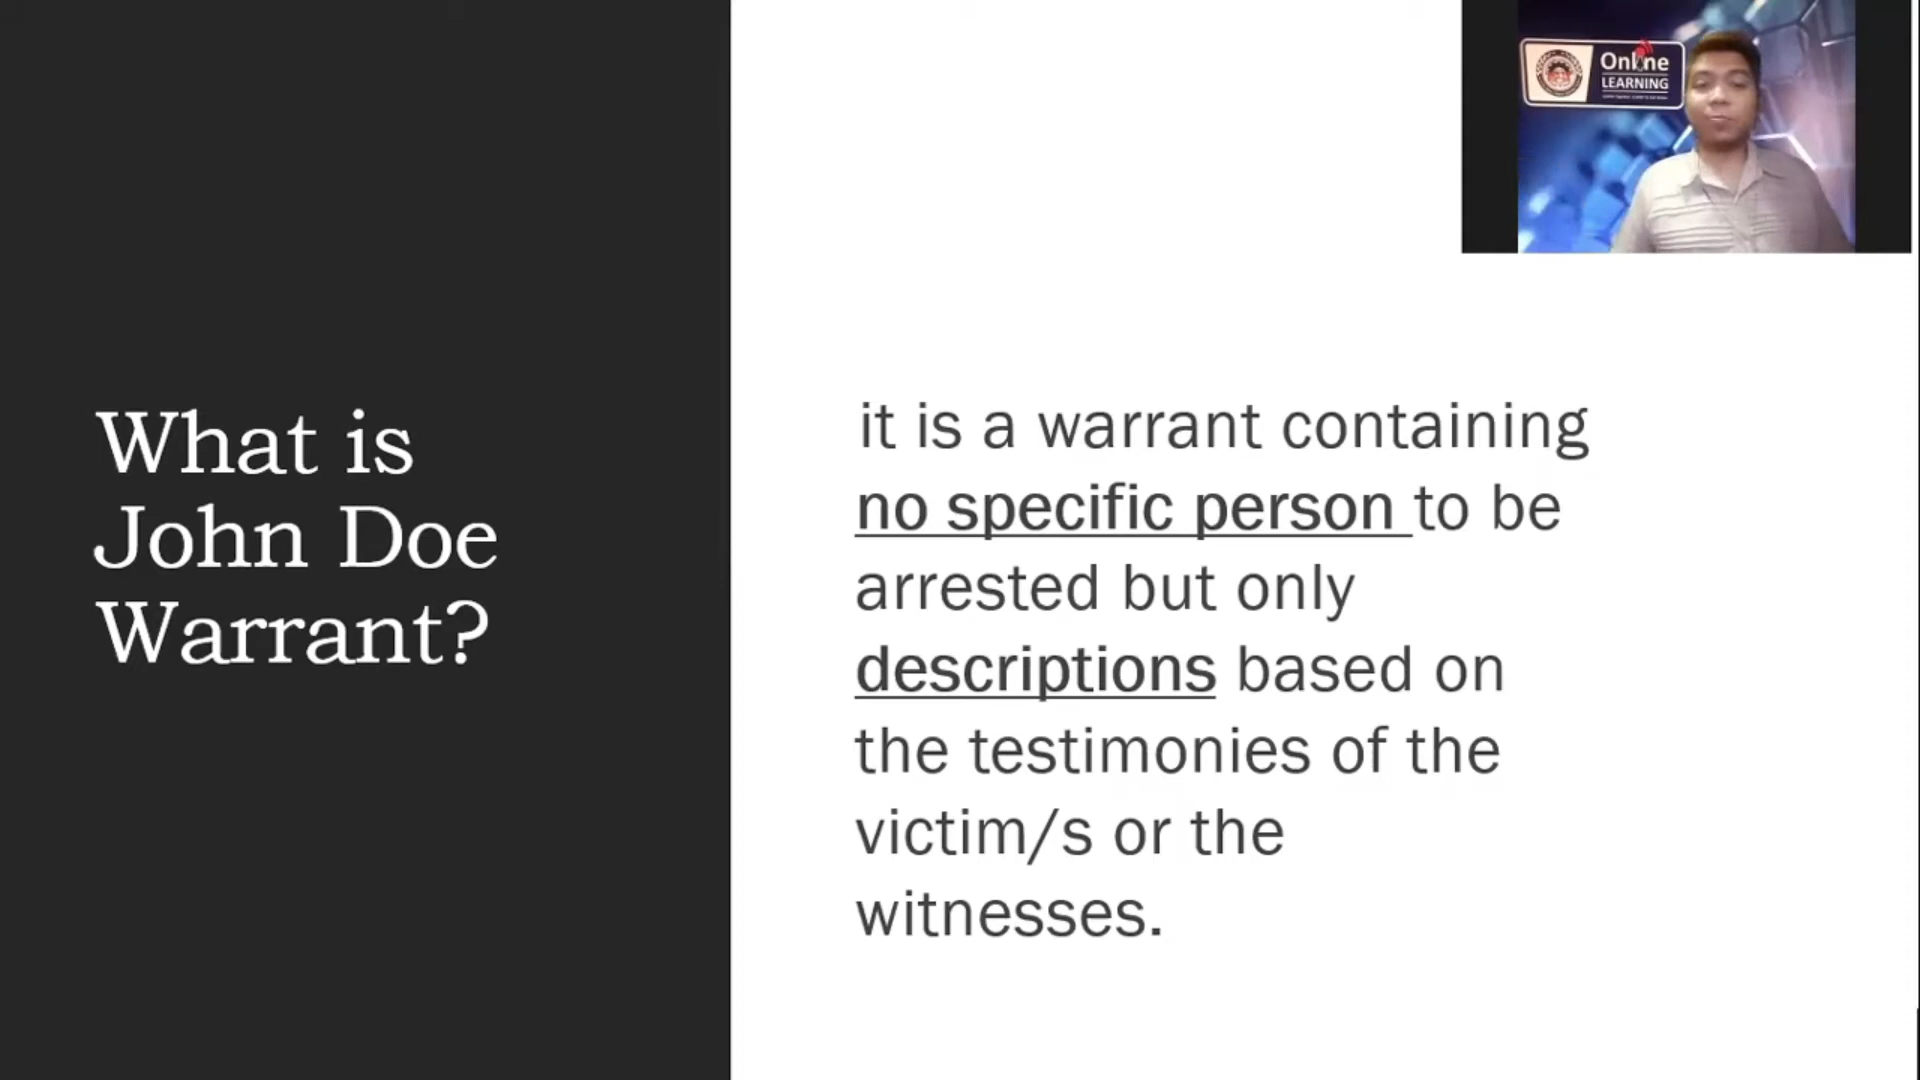 What is
John Doe
Warrant?
it is a warrant containing
no specific person to be
arrested but only
descriptions based on
the testimonies of the
victim/s or the
witnesses.
Online
LEARNING